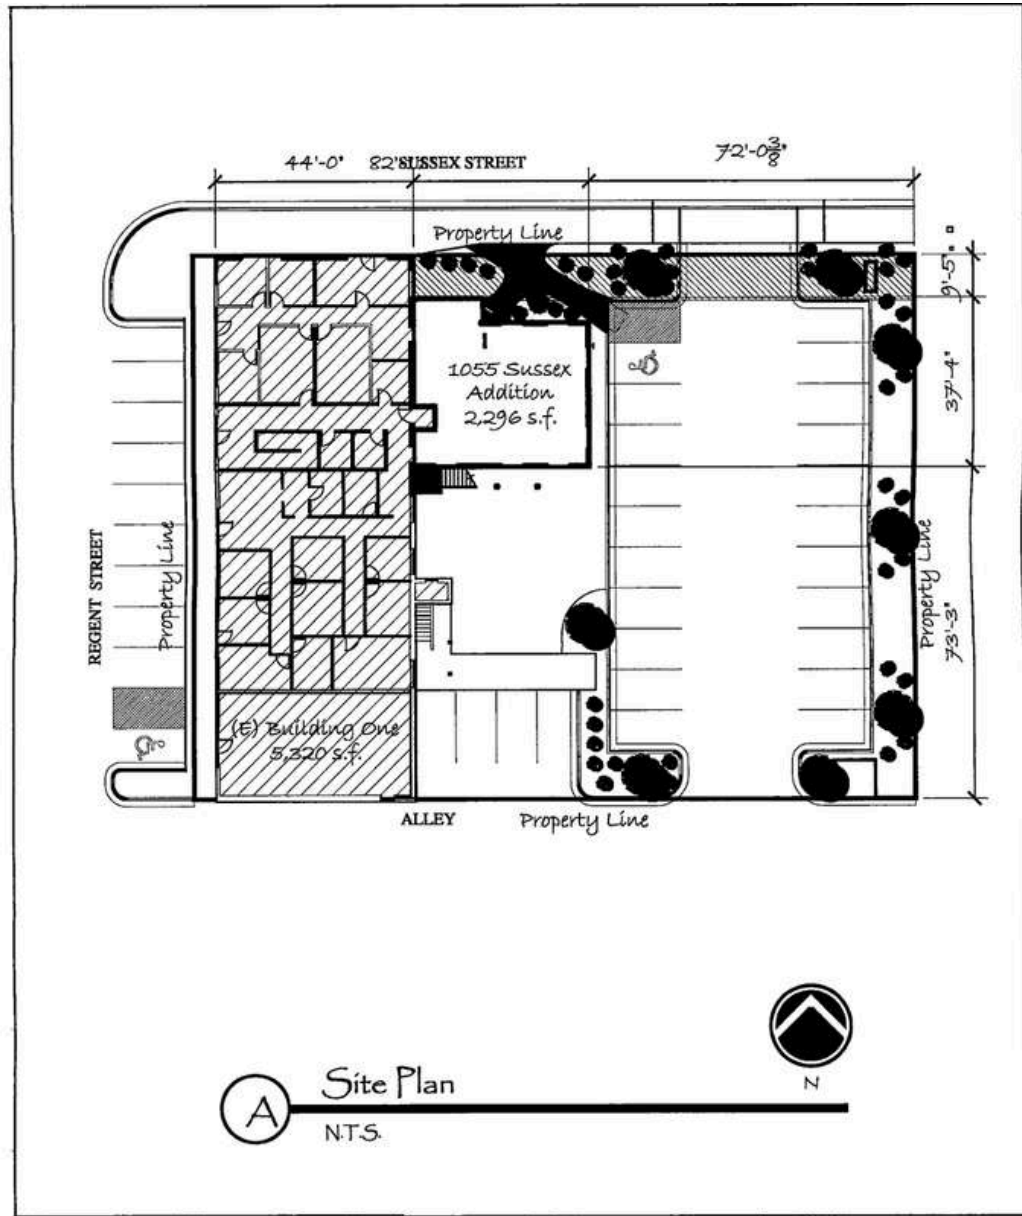 44'-0" 82' SUSSEX STREET 72'-0 3/8"
Property Line
9'-5"
1055 Sussex
Addition
2,296 s.f.
37'-4"
REGENT STREET
Property Line
Property Line
73'-3"
(E) Building One
5,320 s.f.
ALLEY Property Line
N
A
Site Plan
N.T.S.